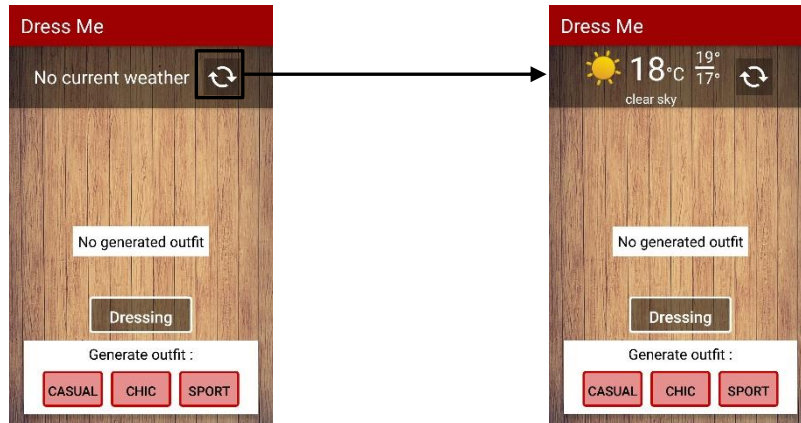 Dress Me
No current weather
No generated outfit
Dressing
Generate outfit :
CASUAL CHIC SPORT
Dress Me
18°C 19° 17°
clear sky
No generated outfit
Dressing
Generate outfit :
CASUAL CHIC SPORT